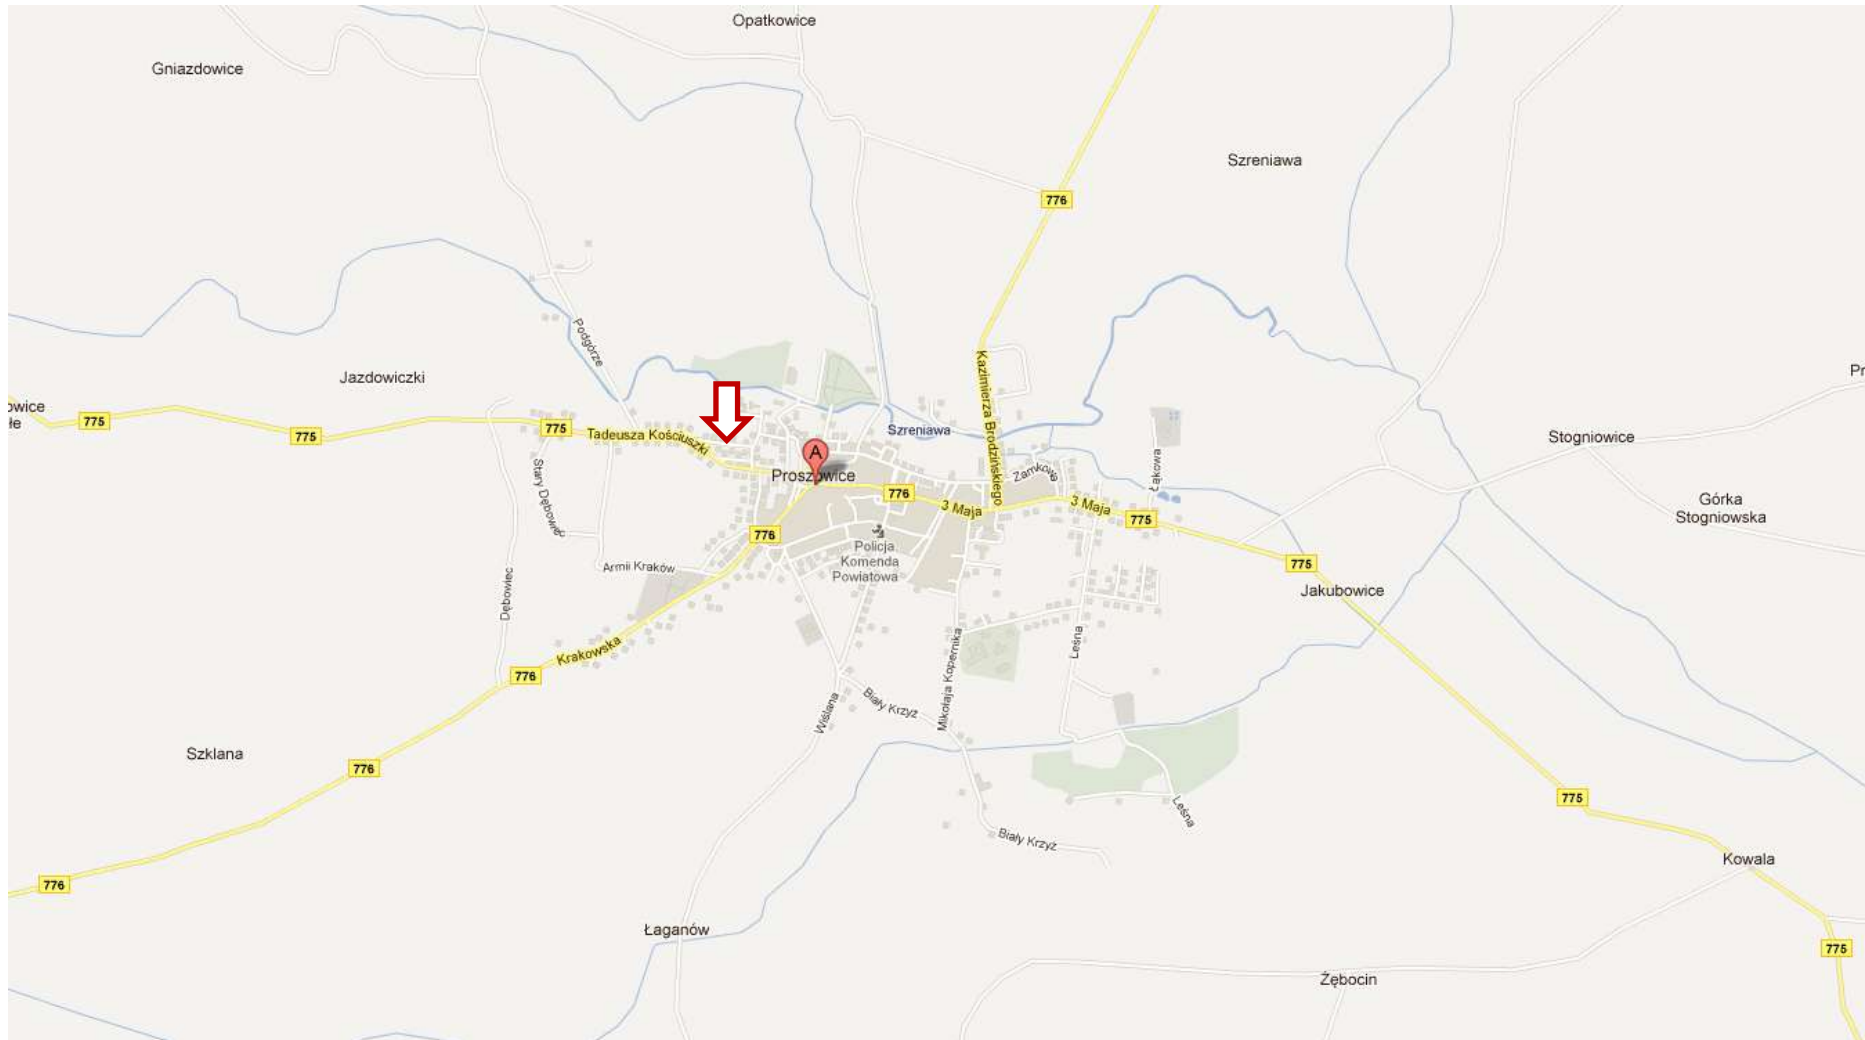 Opatkowice
Gniazdowice
Szreniawa
776
Podgórze
Pr
Jazdowiczki
owice
łe
775
775
775
Tadeusza Kościuszki
Szreniawa
Kazimierza Brodzińskiego
Stogniowice
A
Proszowice
Zamkowa
Łąkowa
Stary Dębowiec
776
3 Maja
3 Maja
775
Górka
Stogniowska
776
Policja
Komenda
Powiatowa
Armii Kraków
775
Jakubowice
Dębowiec
Krakowska
776
Mikołaja Kopernika
Leśna
Wiślana
Biały Krzyż
Szklana
776
775
Leśna
Biały Krzyż
Kowala
776
Łaganów
775
Żębocin